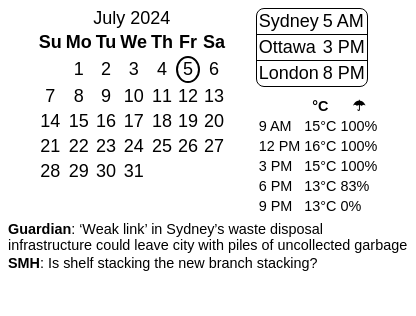 July 2024
Su Mo Tu We Th Fr Sa
1 2 3 4 5 6
7 8 9 10 11 12 13
14 15 16 17 18 19 20
21 22 23 24 25 26 27
28 29 30 31
Sydney 5 AM
Ottawa 3 PM
London 8 PM
°C ☂
9 AM 15°C 100%
12 PM 16°C 100%
3 PM 15°C 100%
6 PM 13°C 83%
9 PM 13°C 0%
Guardian: ‘Weak link’ in Sydney’s waste disposal
infrastructure could leave city with piles of uncollected garbage
SMH: Is shelf stacking the new branch stacking?